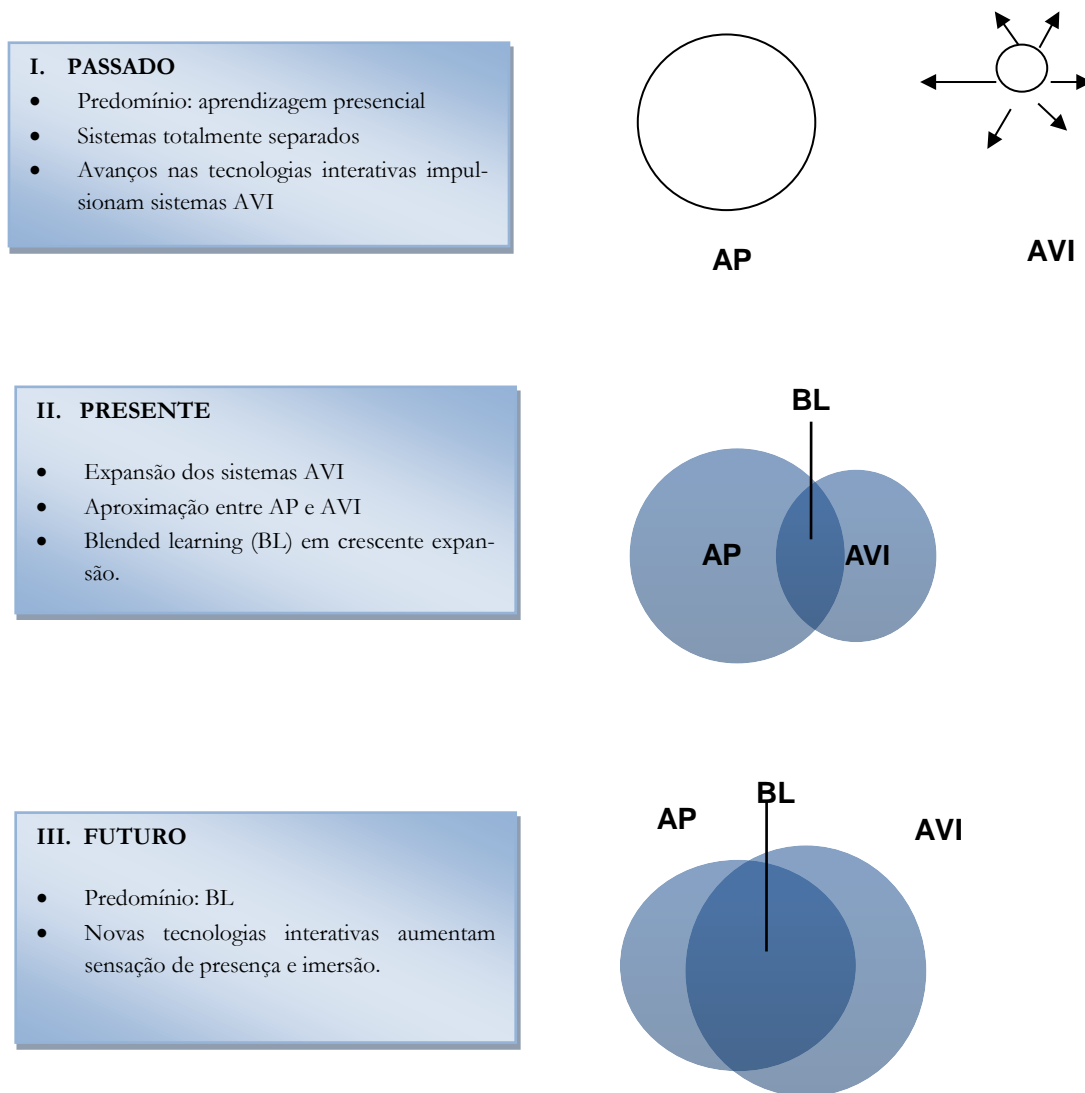 I. PASSADO
• Predomínio: aprendizagem presencial
• Sistemas totalmente separados
• Avanços nas tecnologias interativas impul-
sionam sistemas AVI
AP
AVI
II. PRESENTE
• Expansão dos sistemas AVI
• Aproximação entre AP e AVI
• Blended learning (BL) em crescente expan-
são.
BL
AP
AVI
III. FUTURO
• Predomínio: BL
• Novas tecnologias interativas aumentam
sensação de presença e imersão.
AP
BL
AVI